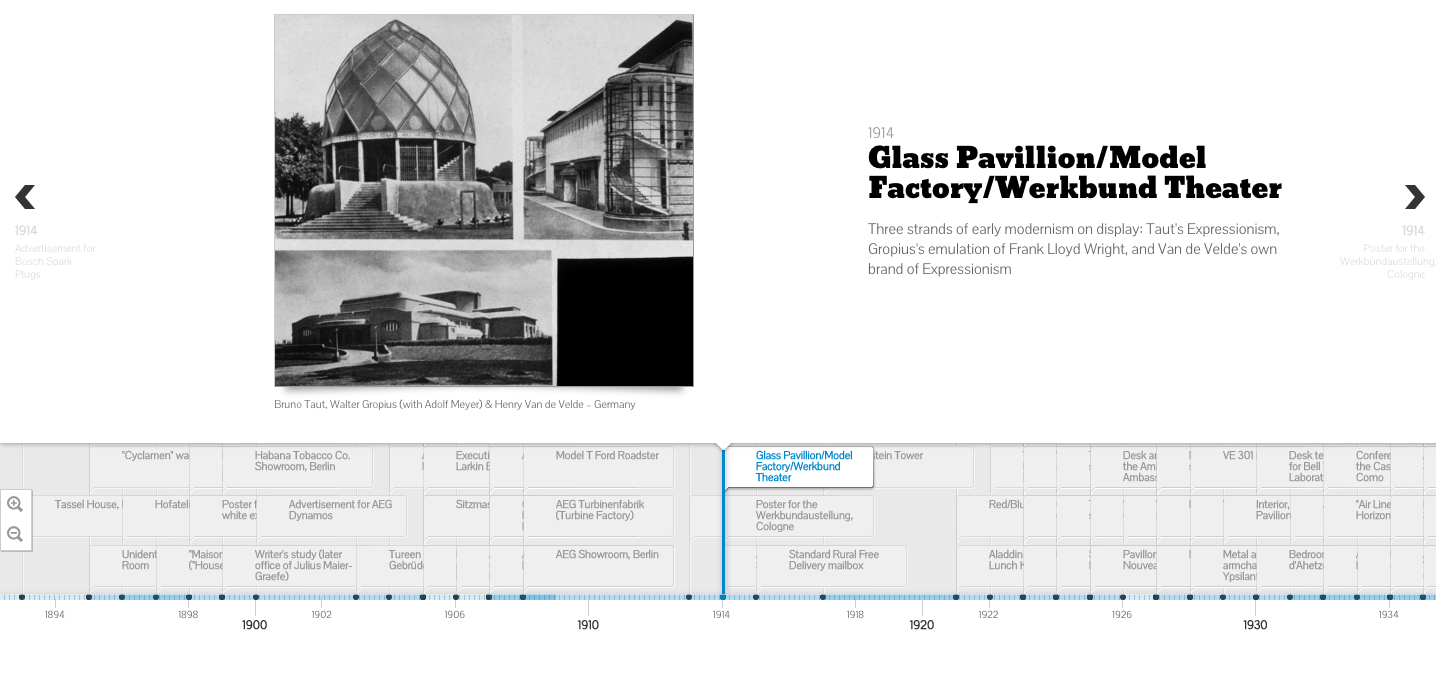 1914
Glass Pavillion/Model
Factory/Werkbund Theater
Three strands of early modernism on display: Taut's Expressionism,
Gropius's emulation of Frank Lloyd Wright, and Van de Velde's own
brand of Expressionism
1914
Advertisement for
Bosch Spark
Plugs
1914
Poster for the
Werkbundaustellung,
Cologne
Bruno Taut, Walter Gropius (with Adolf Meyer) & Henry Van de Velde – Germany
"Cyclamen" wa
Habana Tobacco Co.
Showroom, Berlin
Executi
Larkin B
Model T Ford Roadster
Glass Pavillion/Model
Factory/Werkbund
Theater
stein Tower
Desk ar
the Am
Ambas
VE 301
Desk te
for Bell
Laborat
Confere
the Cas
Como
Tassel House,
Hofateli
Poster f
white e
Advertisement for AEG
Dynamos
Sitzmas
AEG Turbinenfabrik
(Turbine Factory)
Poster for the
Werkbundaustellung,
Cologne
Red/Blu
Interior,
Pavilion
"Air Line
Horizon
Unident
Room
"Maison
("House
Writer's study (later
office of Julius Maier-
Graefe)
Tureen
Gebrüd
AEG Showroom, Berlin
Standard Rural Free
Delivery mailbox
Aladdin
Lunch K
Pavillon
Nouvea
Metal a
armcha
Ypsilan
Bedroom
d'Ahetz
1894
1898
1900
1902
1906
1910
1914
1918
1920
1922
1926
1930
1934